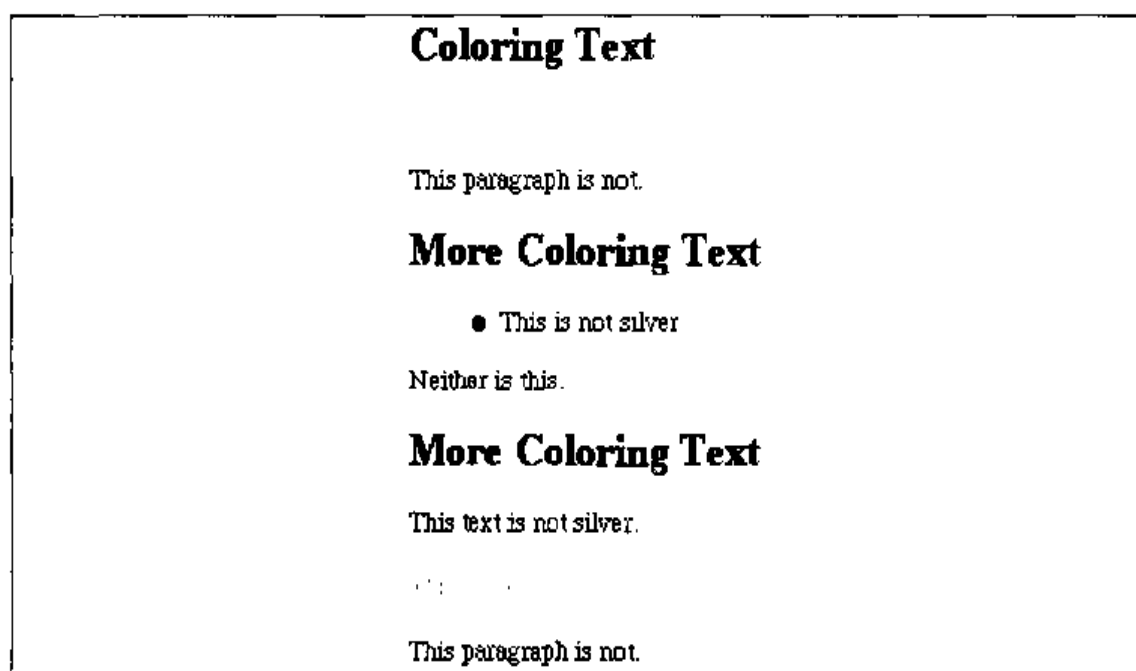 Coloring Text
This paragraph is not.
More Coloring Text
This is not silver
Neither is this.
More Coloring Text
This text is not silver.
This paragraph is not.